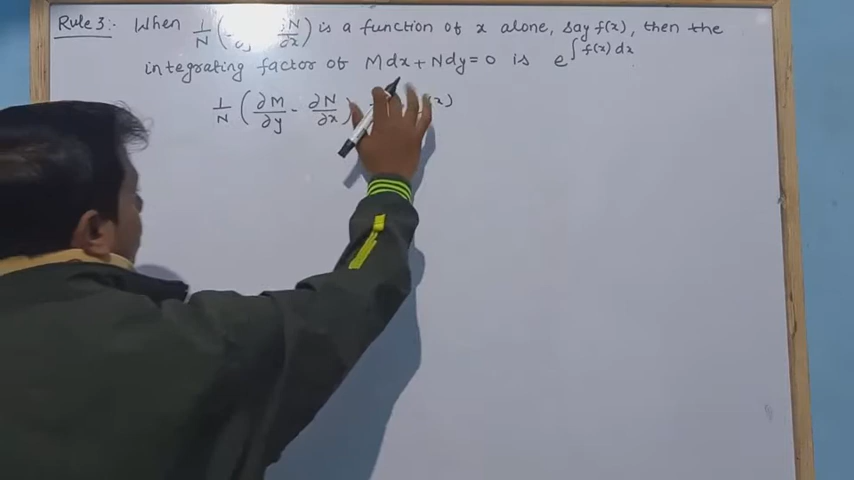 Rule 3:- When 1/N ( ∂N/∂x ) is a function of x alone, say f(x), then the
integrating factor of Mdx + Ndy = 0 is e^∫f(x)dx
1/N ( ∂M/∂y - ∂N/∂x ) x)